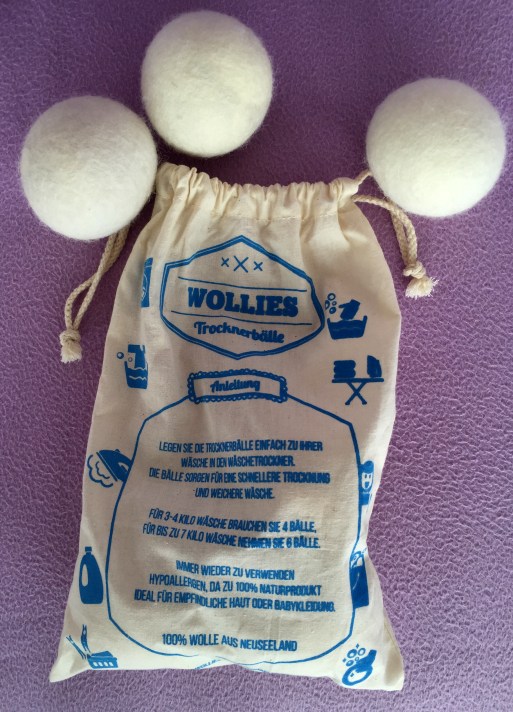 WOLLIES
Trocknerbälle
Anleitung
LEGEN SIE DIE TROCKNERBÄLLE EINFACH ZU IHRER
WÄSCHE IN DEN WÄSCHETROCKNER.
DIE BÄLLE SORGEN FÜR EINE SCHNELLERE TROCKNUNG
UND WEICHERE WÄSCHE.
FÜR 3-4 KILO WÄSCHE BRAUCHEN SIE 4 BÄLLE,
FÜR BIS ZU 7 KILO WÄSCHE NEHMEN SIE 6 BÄLLE.
IMMER WIEDER ZU VERWENDEN
HYPOALLERGEN, DA ZU 100% NATURPRODUKT
IDEAL FÜR EMPFINDLICHE HAUT ODER BABYKLEIDUNG.
100% WOLLE AUS NEUSEELAND